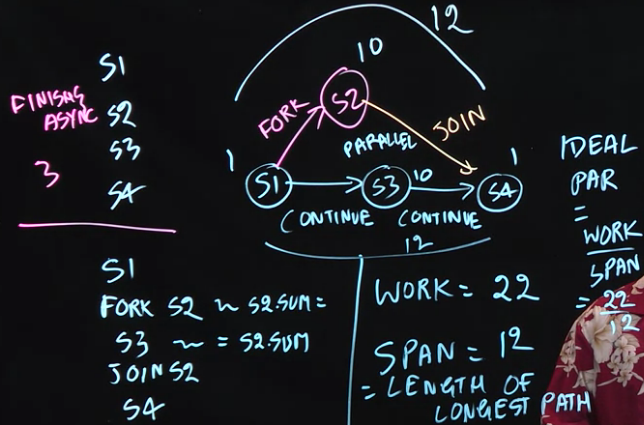 S1
FINISH{
ASYNC S2
S3
3
S4
S1
FORK S2 ~ S2.SUM =
S3 ~ = S2.SUM
JOIN S2
S4
12
10
S2
FORK
JOIN
PARALLEL
1
S1
S3
10
1
S4
CONTINUE
CONTINUE
12
WORK = 22
SPAN = 12
= LENGTH OF
LONGEST PATH
IDEAL
PAR
=
WORK
SPAN
= 22
12